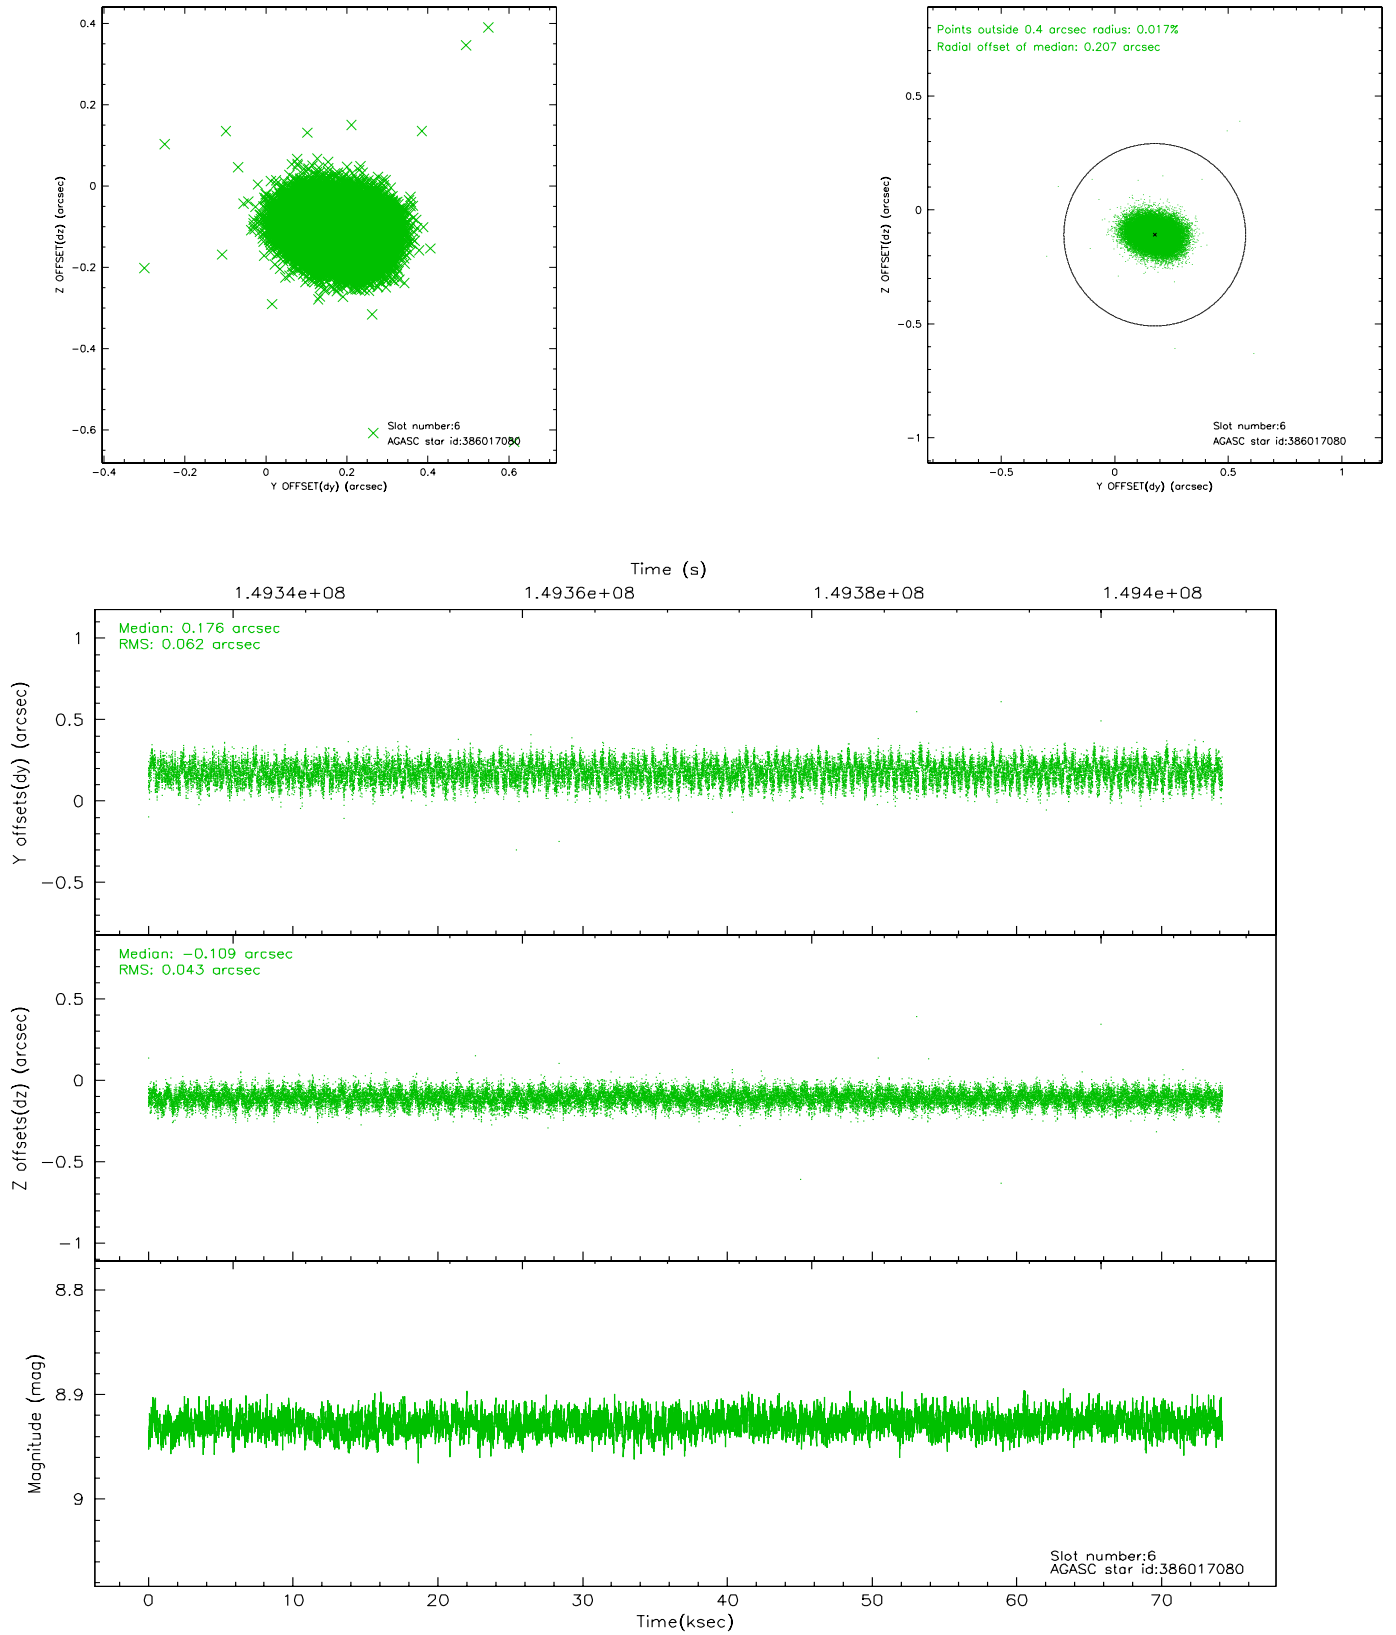 0.4
0.2
0
−0.2
−0.4
−0.6
Z OFFSET(dz) (arcsec)
Slot number:6
AGASC star id:386017080
−0.4
−0.2
0
0.2
0.4
0.6
Y OFFSET(dy) (arcsec)
Points outside 0.4 arcsec radius: 0.017%
Radial offset of median: 0.207 arcsec
0.5
0
−0.5
−1
Z OFFSET(dz) (arcsec)
Slot number:6
AGASC star id:386017080
−0.5
0
0.5
1
Y OFFSET(dy) (arcsec)
Time (s)
1.4934e+08
1.4936e+08
1.4938e+08
1.494e+08
Median: 0.176 arcsec
RMS: 0.062 arcsec
1
0.5
0
−0.5
Y offsets(dy) (arcsec)
Median: −0.109 arcsec
RMS: 0.043 arcsec
0.5
0
−0.5
−1
Z offsets(dz) (arcsec)
8.8
8.9
9
Magnitude (mag)
Slot number:6
AGASC star id:386017080
0
10
20
30
40
50
60
70
Time(ksec)